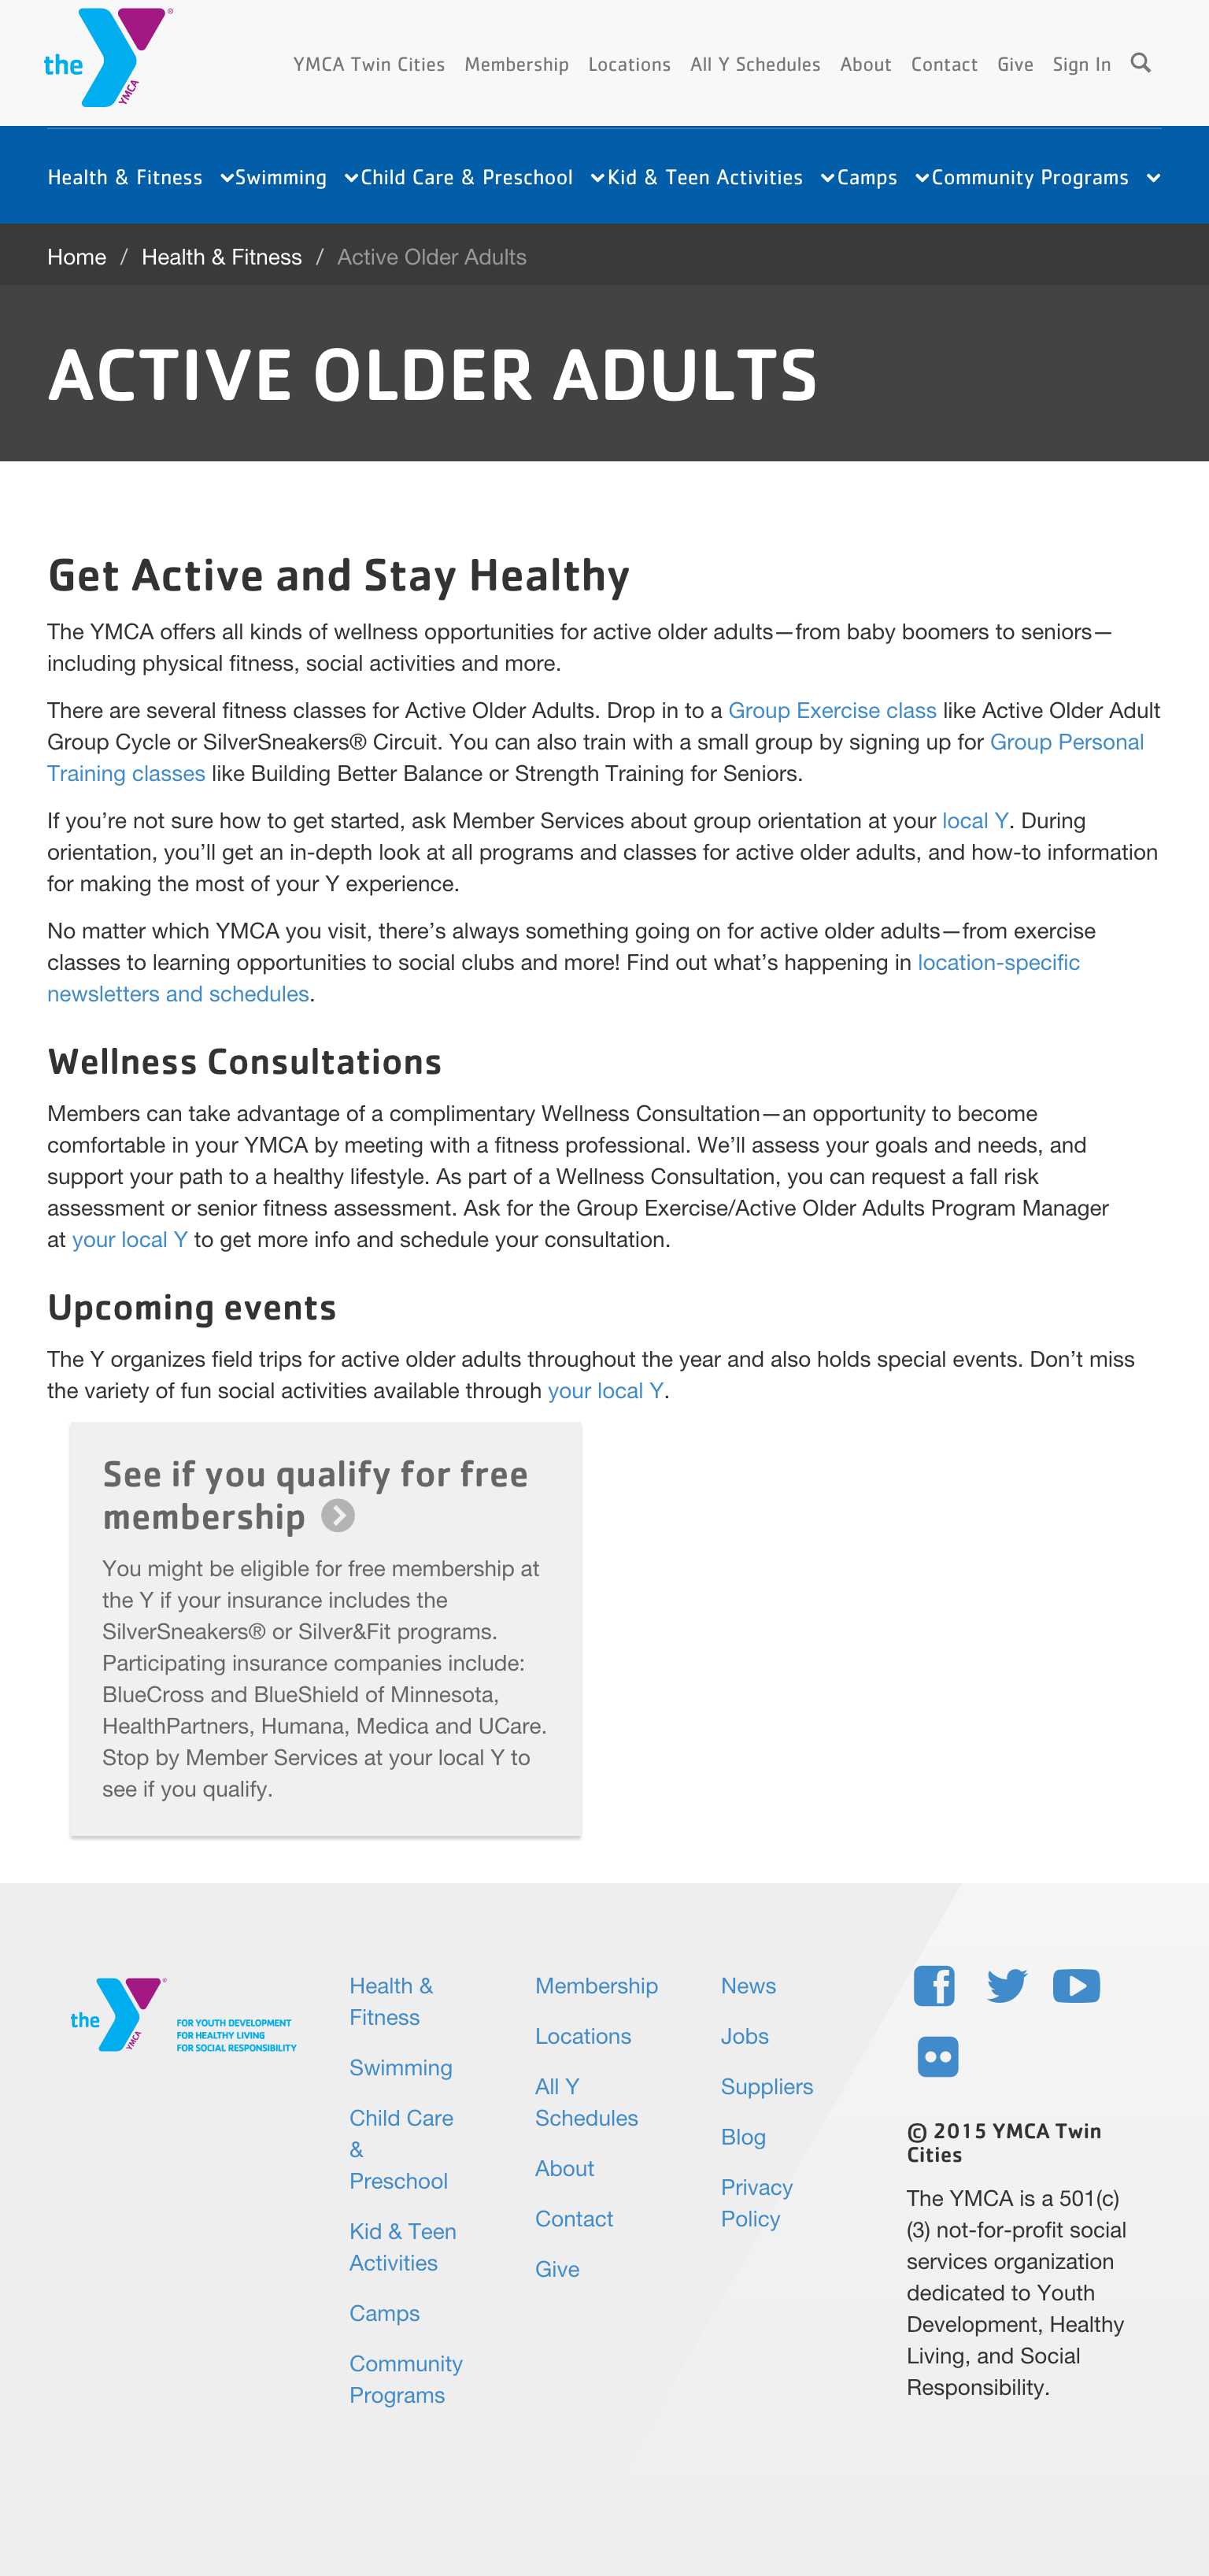 the
YMCA
®
YMCA Twin Cities Membership Locations All Y Schedules About Contact Give Sign In
Health & Fitness Swimming Child Care & Preschool Kid & Teen Activities Camps Community Programs
Home / Health & Fitness / Active Older Adults
ACTIVE OLDER ADULTS
Get Active and Stay Healthy
The YMCA offers all kinds of wellness opportunities for active older adults—from baby boomers to seniors—
including physical fitness, social activities and more.
There are several fitness classes for Active Older Adults. Drop in to a Group Exercise class like Active Older Adult
Group Cycle or SilverSneakers® Circuit. You can also train with a small group by signing up for Group Personal
Training classes like Building Better Balance or Strength Training for Seniors.
If you’re not sure how to get started, ask Member Services about group orientation at your local Y. During
orientation, you’ll get an in-depth look at all programs and classes for active older adults, and how-to information
for making the most of your Y experience.
No matter which YMCA you visit, there’s always something going on for active older adults—from exercise
classes to learning opportunities to social clubs and more! Find out what’s happening in location-specific
newsletters and schedules.
Wellness Consultations
Members can take advantage of a complimentary Wellness Consultation—an opportunity to become
comfortable in your YMCA by meeting with a fitness professional. We’ll assess your goals and needs, and
support your path to a healthy lifestyle. As part of a Wellness Consultation, you can request a fall risk
assessment or senior fitness assessment. Ask for the Group Exercise/Active Older Adults Program Manager
at your local Y to get more info and schedule your consultation.
Upcoming events
The Y organizes field trips for active older adults throughout the year and also holds special events. Don’t miss
the variety of fun social activities available through your local Y.
See if you qualify for free
membership
You might be eligible for free membership at
the Y if your insurance includes the
SilverSneakers® or Silver&Fit programs.
Participating insurance companies include:
BlueCross and BlueShield of Minnesota,
HealthPartners, Humana, Medica and UCare.
Stop by Member Services at your local Y to
see if you qualify.
the
YMCA
®
FOR YOUTH DEVELOPMENT
FOR HEALTHY LIVING
FOR SOCIAL RESPONSIBILITY
Health &
Fitness
Swimming
Child Care
&
Preschool
Kid & Teen
Activities
Camps
Community
Programs
Membership
Locations
All Y
Schedules
About
Contact
Give
News
Jobs
Suppliers
Blog
Privacy
Policy
© 2015 YMCA Twin
Cities
The YMCA is a 501(c)
(3) not-for-profit social
services organization
dedicated to Youth
Development, Healthy
Living, and Social
Responsibility.